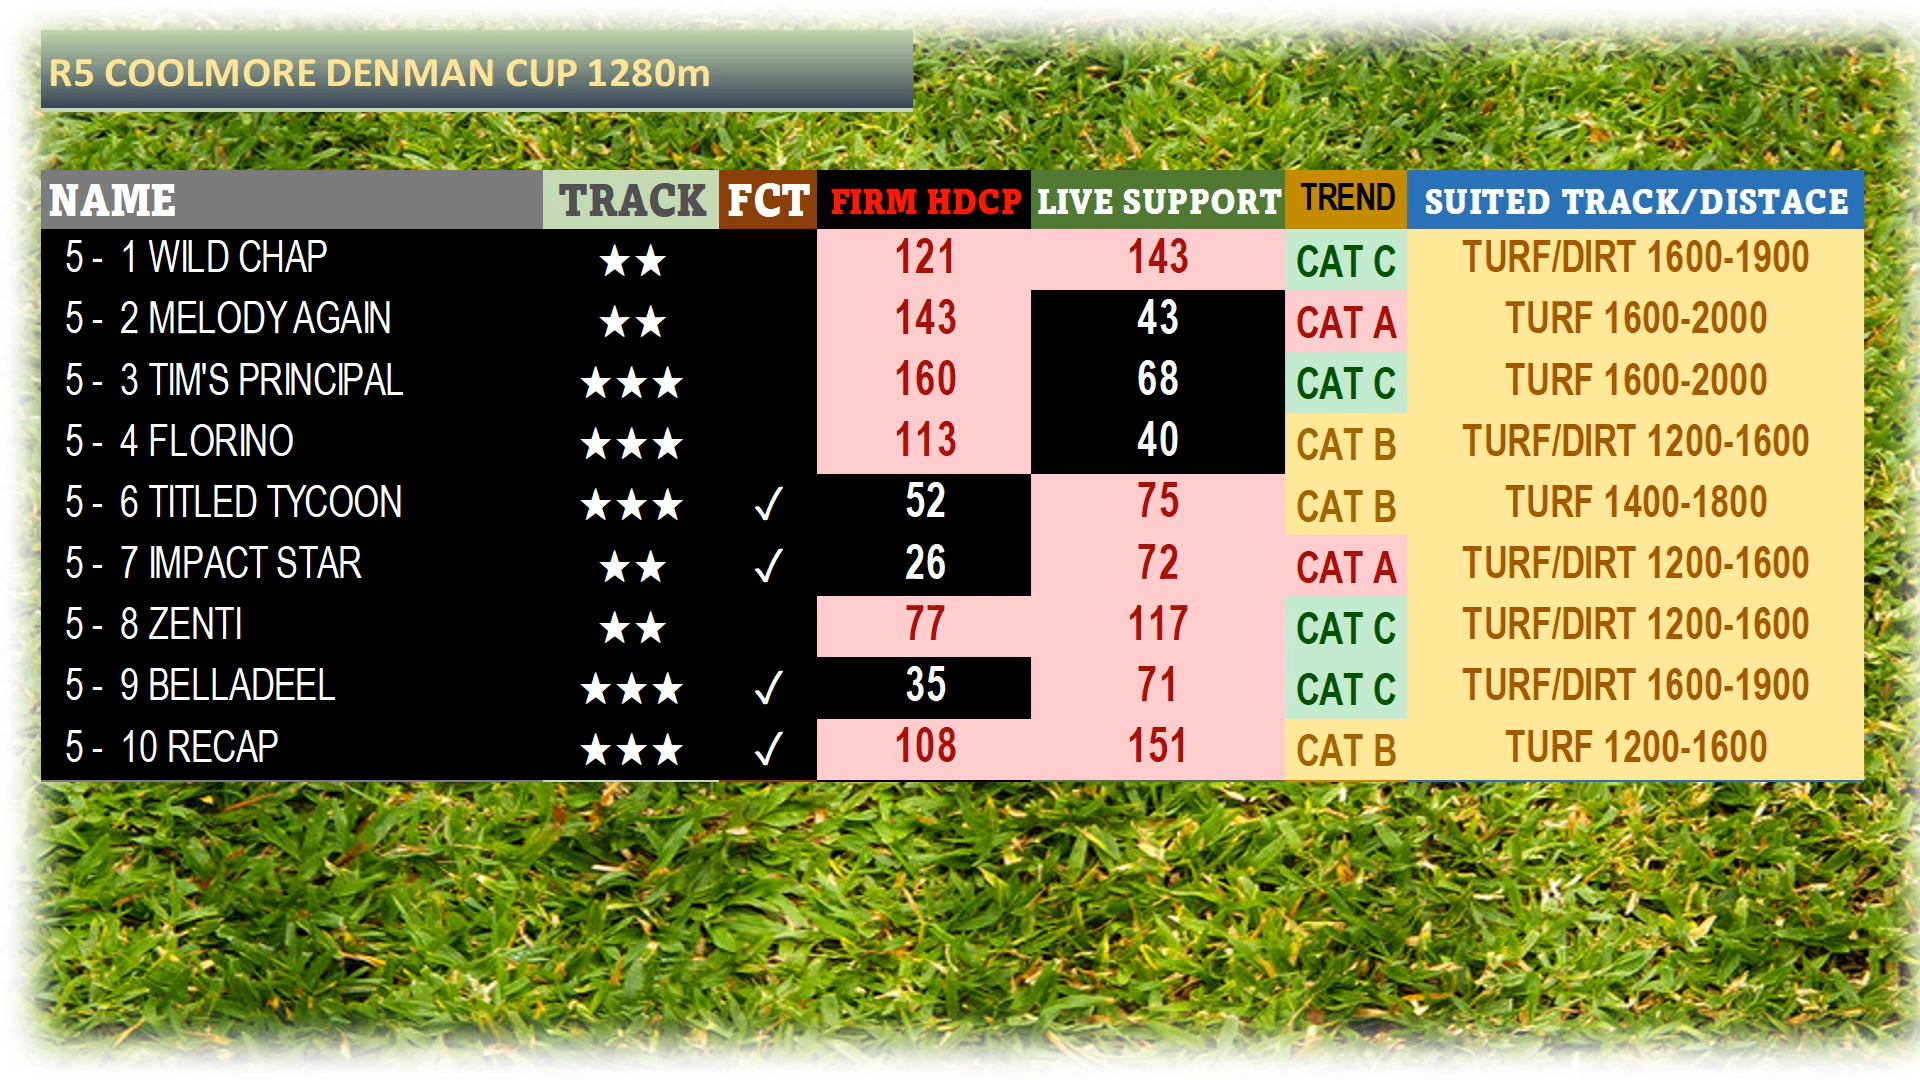 R5 COOLMORE DENMAN CUP 1280m
NAME TRACK FCT FIRM HDCP LIVE SUPPORT TREND SUITED TRACK/DISTACE
5 - 1 WILD CHAP ★★ 121 143 CAT C TURF/DIRT 1600-1900
5 - 2 MELODY AGAIN ★★ 143 43 CAT A TURF 1600-2000
5 - 3 TIM'S PRINCIPAL ★★★ 160 68 CAT C TURF 1600-2000
5 - 4 FLORINO ★★★ 113 40 CAT B TURF/DIRT 1200-1600
5 - 6 TITLED TYCOON ★★★ ✓ 52 75 CAT B TURF 1400-1800
5 - 7 IMPACT STAR ★★ ✓ 26 72 CAT A TURF/DIRT 1200-1600
5 - 8 ZENTI ★★ 77 117 CAT C TURF/DIRT 1200-1600
5 - 9 BELLADEEL ★★★ ✓ 35 71 CAT C TURF/DIRT 1600-1900
5 - 10 RECAP ★★★ ✓ 108 151 CAT B TURF 1200-1600